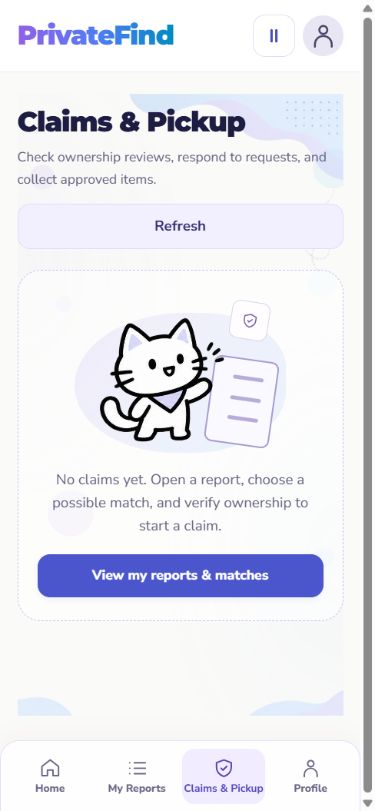 PrivateFind
Claims & Pickup
Check ownership reviews, respond to requests, and
collect approved items.
Refresh
No claims yet. Open a report, choose a
possible match, and verify ownership to
start a claim.
View my reports & matches
Home
My Reports
Claims & Pickup
Profile